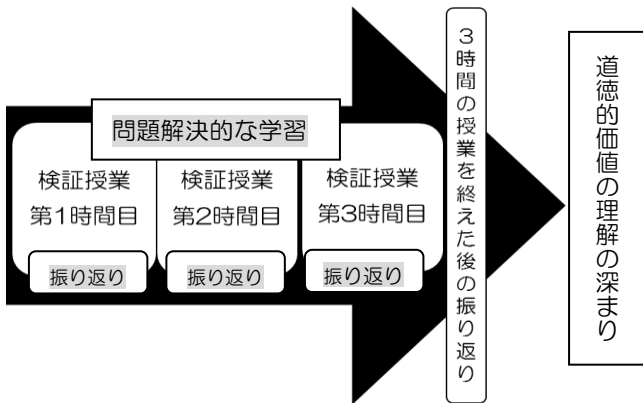 問題解決的な学習
検証授業
第1時間目
振り返り
検証授業
第2時間目
振り返り
検証授業
第3時間目
振り返り
3時間の授業を終えた後の振り返り
道徳的価値の理解の深まり